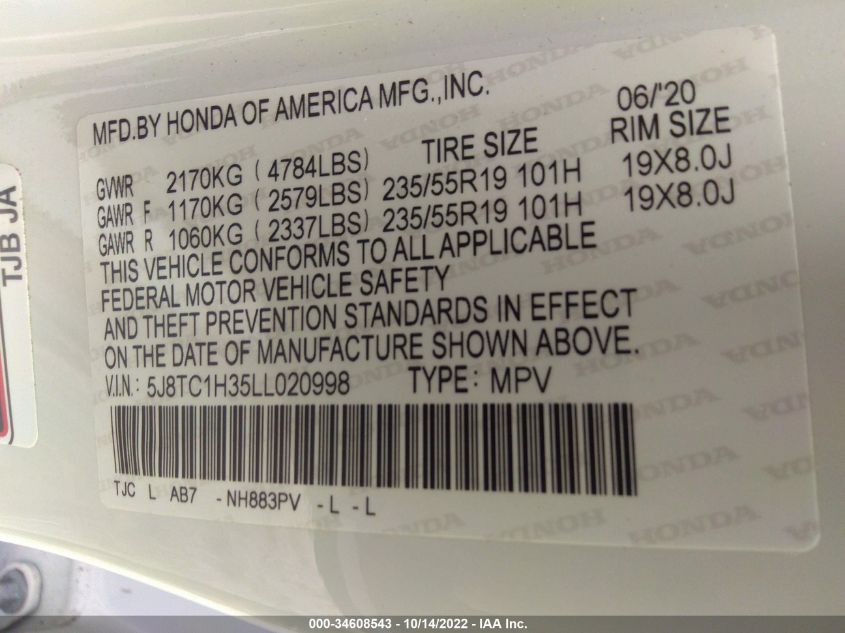 MFD.BY HONDA OF AMERICA MFG.,INC. 06/'20
TIRE SIZE RIM SIZE
GVWR 2170KG ( 4784LBS)
GAWR F 1170KG ( 2579LBS) 235/55R19 101H 19X8.0J
GAWR R 1060KG ( 2337LBS) 235/55R19 101H 19X8.0J
THIS VEHICLE CONFORMS TO ALL APPLICABLE
FEDERAL MOTOR VEHICLE SAFETY
AND THEFT PREVENTION STANDARDS IN EFFECT
ON THE DATE OF MANUFACTURE SHOWN ABOVE.
V.I.N.: 5J8TC1H35LL020998 TYPE: MPV
TJC L AB7 -NH883PV -L -L
TJB JA
000-34608543 - 10/14/2022 - IAA Inc.